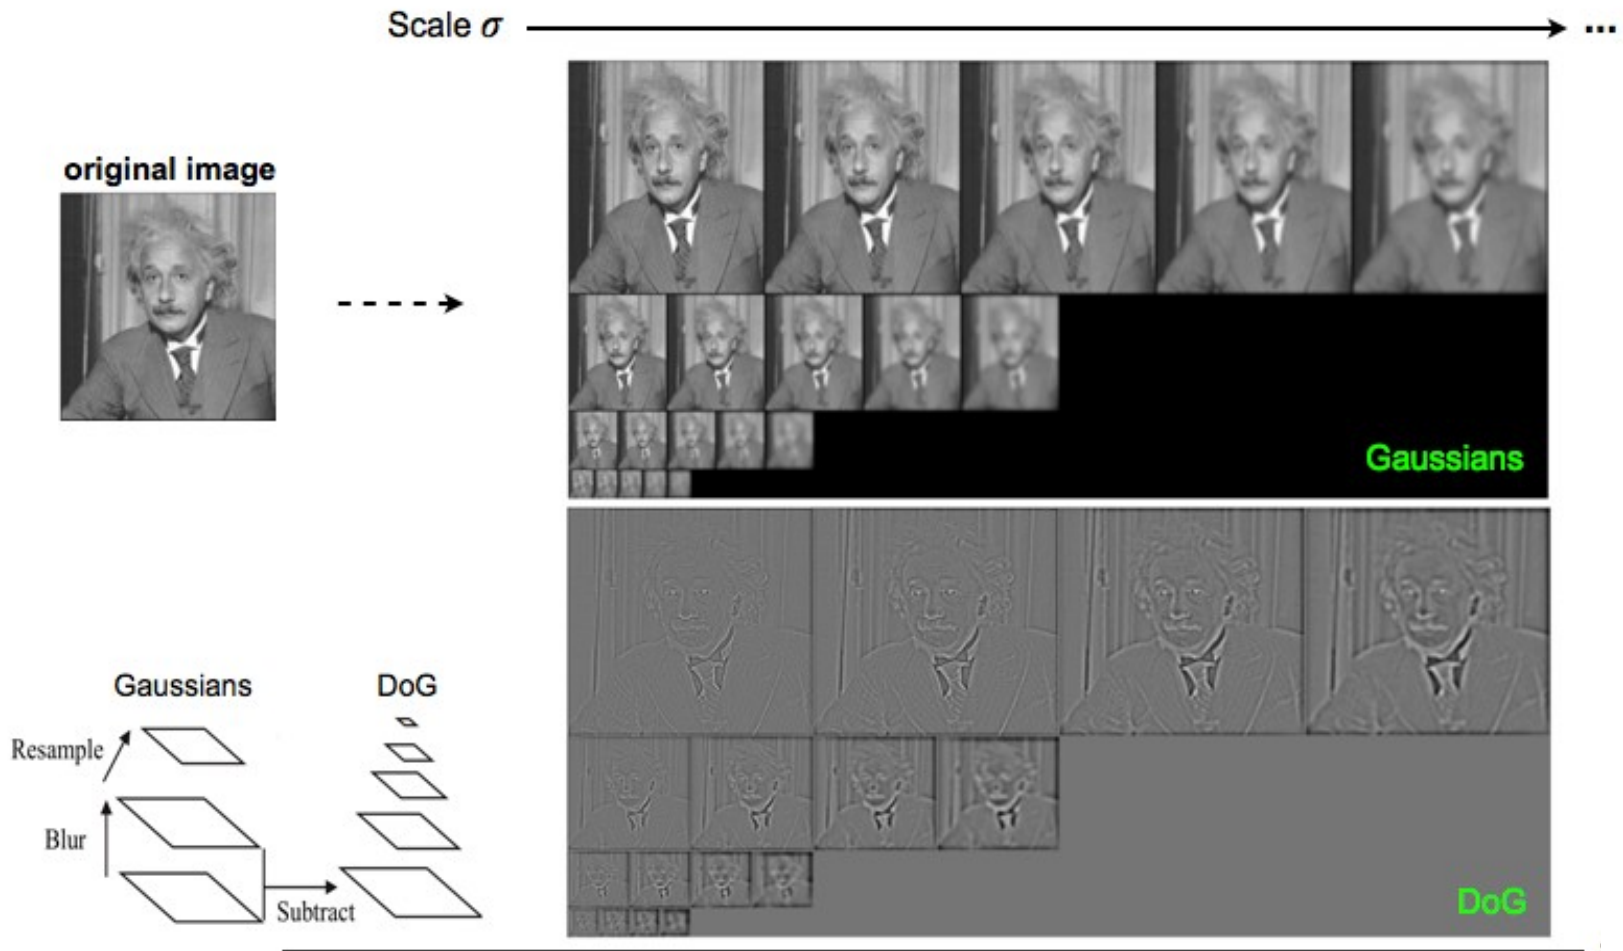 Scale σ ...
original image
Gaussians
Gaussians DoG
Resample
Blur
Subtract
DoG